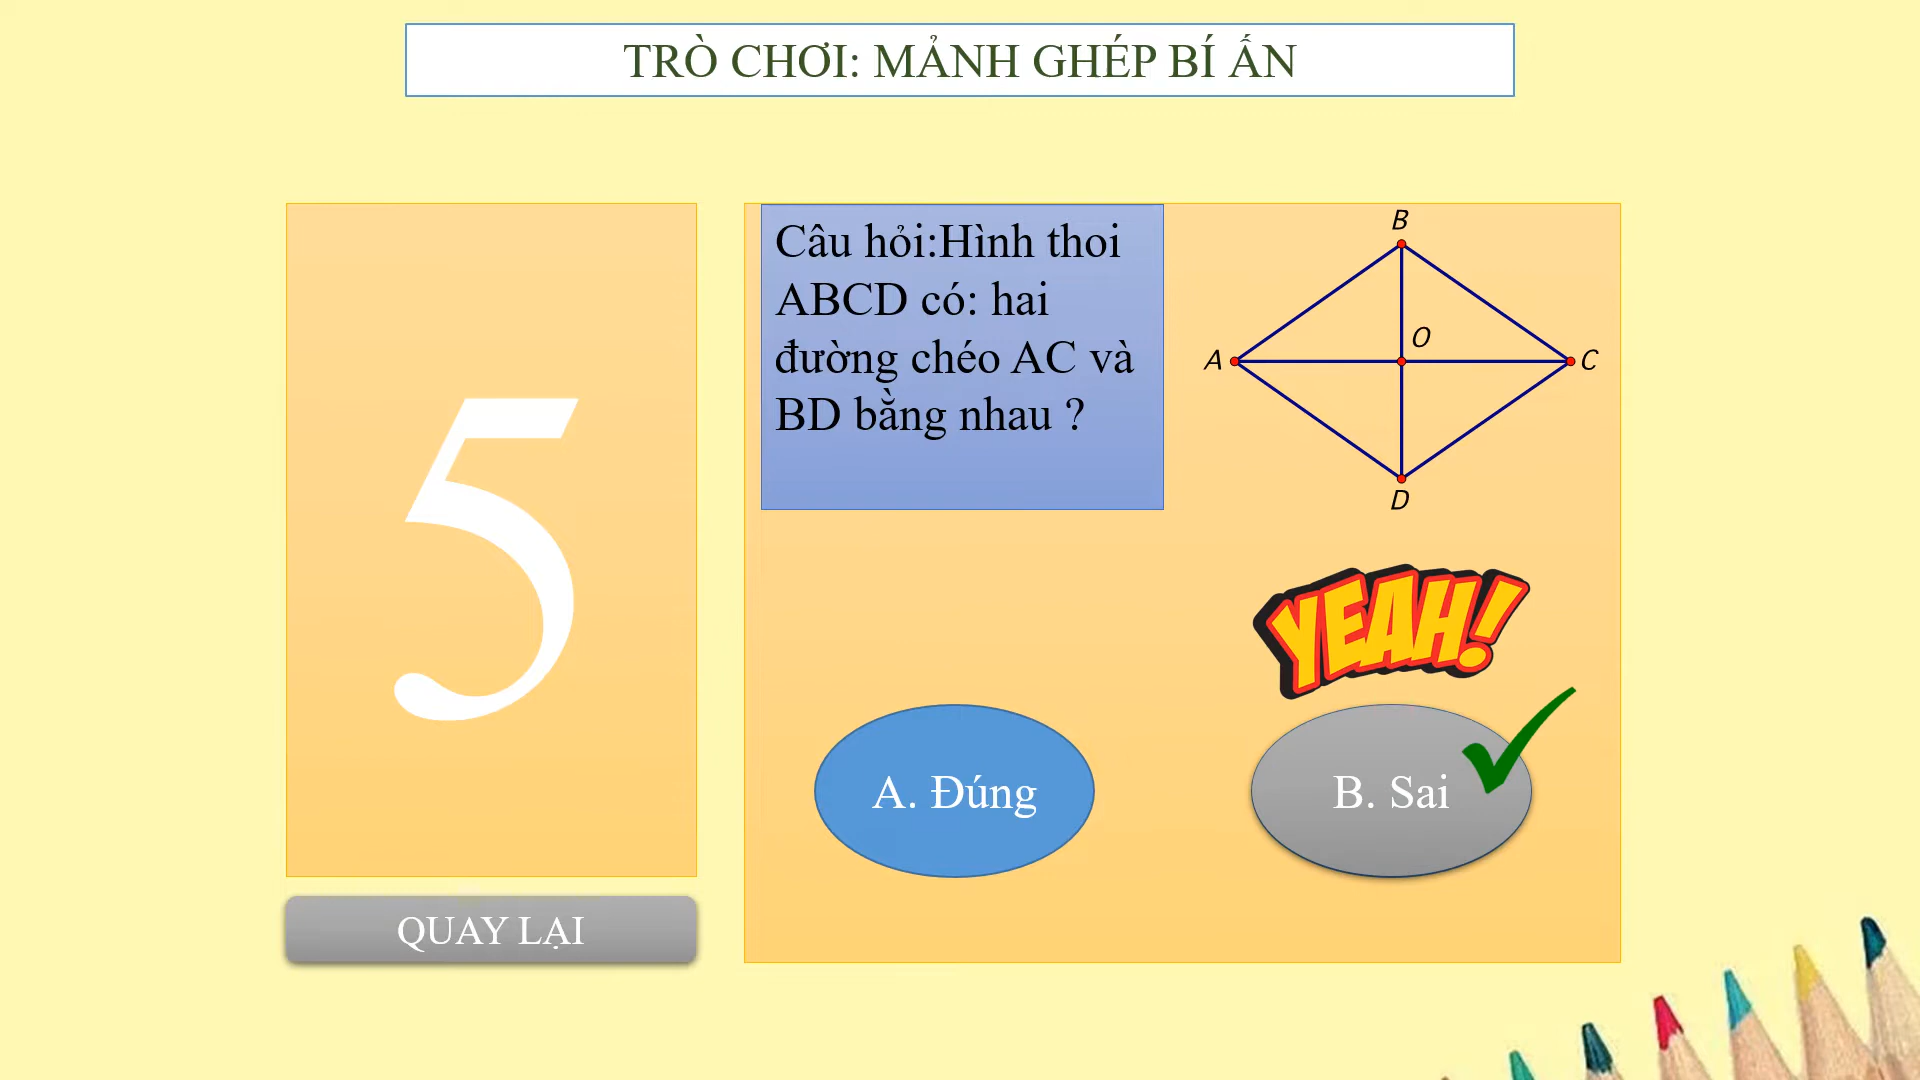 TRÒ CHƠI: MẢNH GHÉP BÍ ẨN
5
Câu hỏi:Hình thoi
ABCD có: hai
đường chéo AC và
BD bằng nhau ?
B
O
A
C
D
YEAH!
A. Đúng
B. Sai
QUAY LẠI